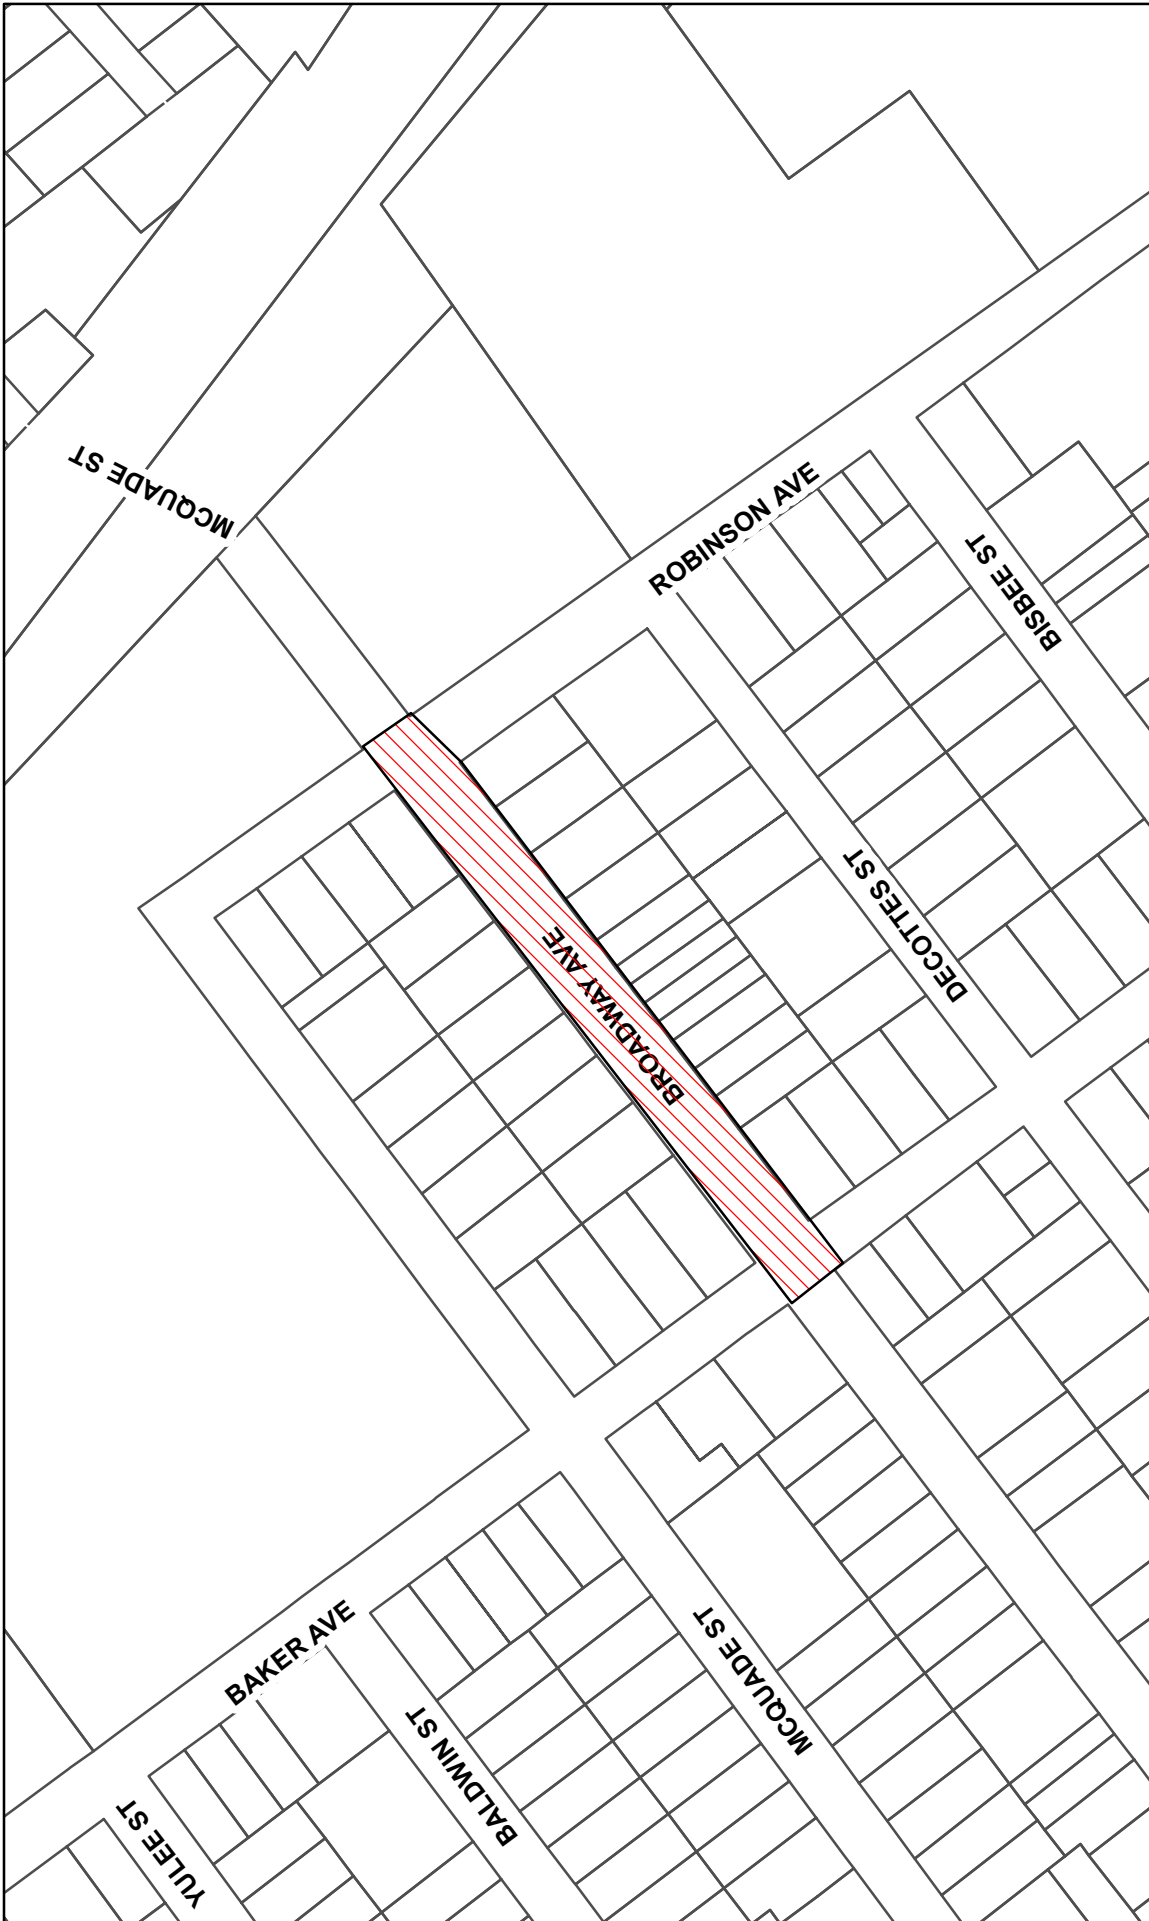 MCQUADE ST
ROBINSON AVE
BISBEE ST
DECOTTES ST
BROADWAY AVE
BAKER AVE
MCQUADE ST
BALDWIN ST
YULEE ST